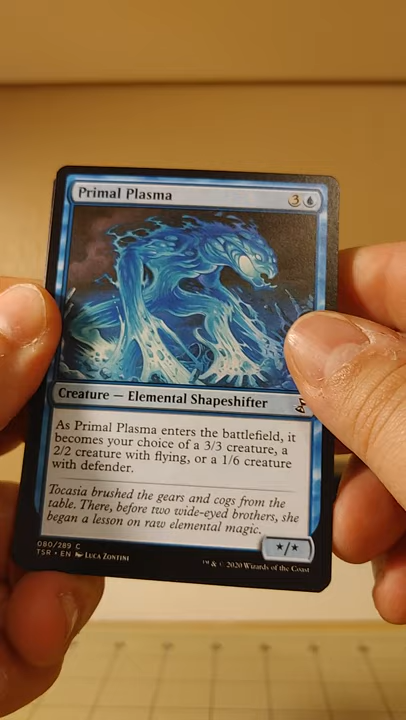 Primal Plasma 3
Creature — Elemental Shapeshifter
As Primal Plasma enters the battlefield, it
becomes your choice of a 3/3 creature, a
2/2 creature with flying, or a 1/6 creature
with defender.
Tocasia brushed the gears and cogs from the
table. There, before two wide-eyed brothers, she
began a lesson on raw elemental magic.
*/*
080/289 C
TSR • EN Luca Zontini
™ & © 2020 Wizards of the Coast